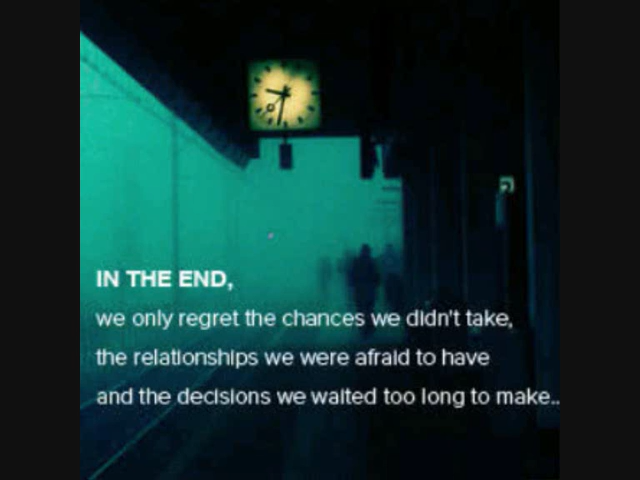 IN THE END,
we only regret the chances we didn't take,
the relationships we were afraid to have
and the decisions we waited too long to make..